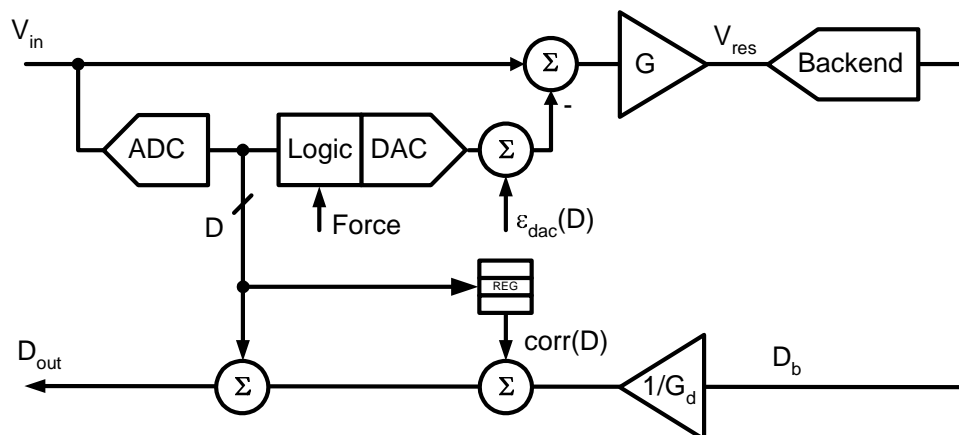 V_in
Σ
-
G
V_res
Backend
ADC
Logic
DAC
Σ
D
Force
ε_dac(D)
REG
corr(D)
D_out
Σ
Σ
1/G_d
D_b